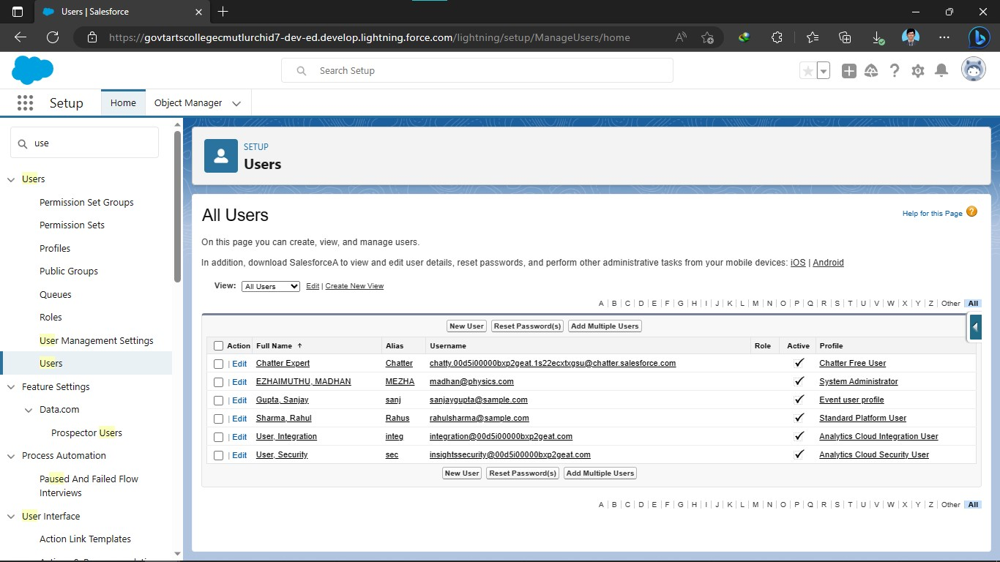 Users | Salesforce
https://govtartscollegecmutlurchid7-dev-ed.develop.lightning.force.com/lightning/setup/ManageUsers/home
Search Setup
Setup Home Object Manager
use
Users
Permission Set Groups
Permission Sets
Profiles
Public Groups
Queues
Roles
User Management Settings
Users
Feature Settings
Data.com
Prospector Users
Process Automation
Paused And Failed Flow
Interviews
User Interface
Action Link Templates
SETUP
Users
All Users
Help for this Page ?
On this page you can create, view, and manage users.
In addition, download SalesforceA to view and edit user details, reset passwords, and perform other administrative tasks from your mobile devices: iOS | Android
View: All Users Edit | Create New View
A | B | C | D | E | F | G | H | I | J | K | L | M | N | O | P | Q | R | S | T | U | V | W | X | Y | Z | Other All
New User Reset Password(s) Add Multiple Users
Action Full Name ↑ Alias Username Role Active Profile
| Edit Chatter Expert Chatter chatty.00d5i00000bxp2geat.1s22ecxtxgsu@chatter.salesforce.com ✓ Chatter Free User
| Edit EZHAIMUTHU, MADHAN MEZHA madhan@physics.com ✓ System Administrator
| Edit Gupta, Sanjay sanj sanjaygupta@sample.com ✓ Event user profile
| Edit Sharma, Rahul Rahus rahulsharma@sample.com ✓ Standard Platform User
| Edit User, Integration integ integration@00d5i00000bxp2geat.com ✓ Analytics Cloud Integration User
| Edit User, Security sec insightssecurity@00d5i00000bxp2geat.com ✓ Analytics Cloud Security User
New User Reset Password(s) Add Multiple Users
A | B | C | D | E | F | G | H | I | J | K | L | M | N | O | P | Q | R | S | T | U | V | W | X | Y | Z | Other All